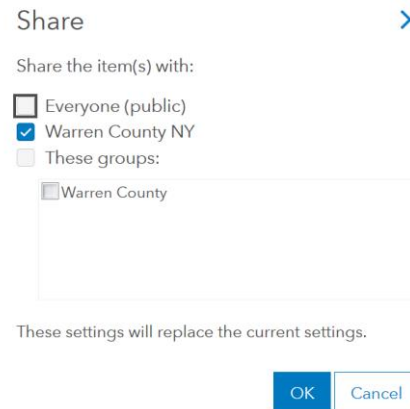 Share
Share the item(s) with:
Everyone (public)
Warren County NY
These groups:
Warren County
These settings will replace the current settings.
OK Cancel